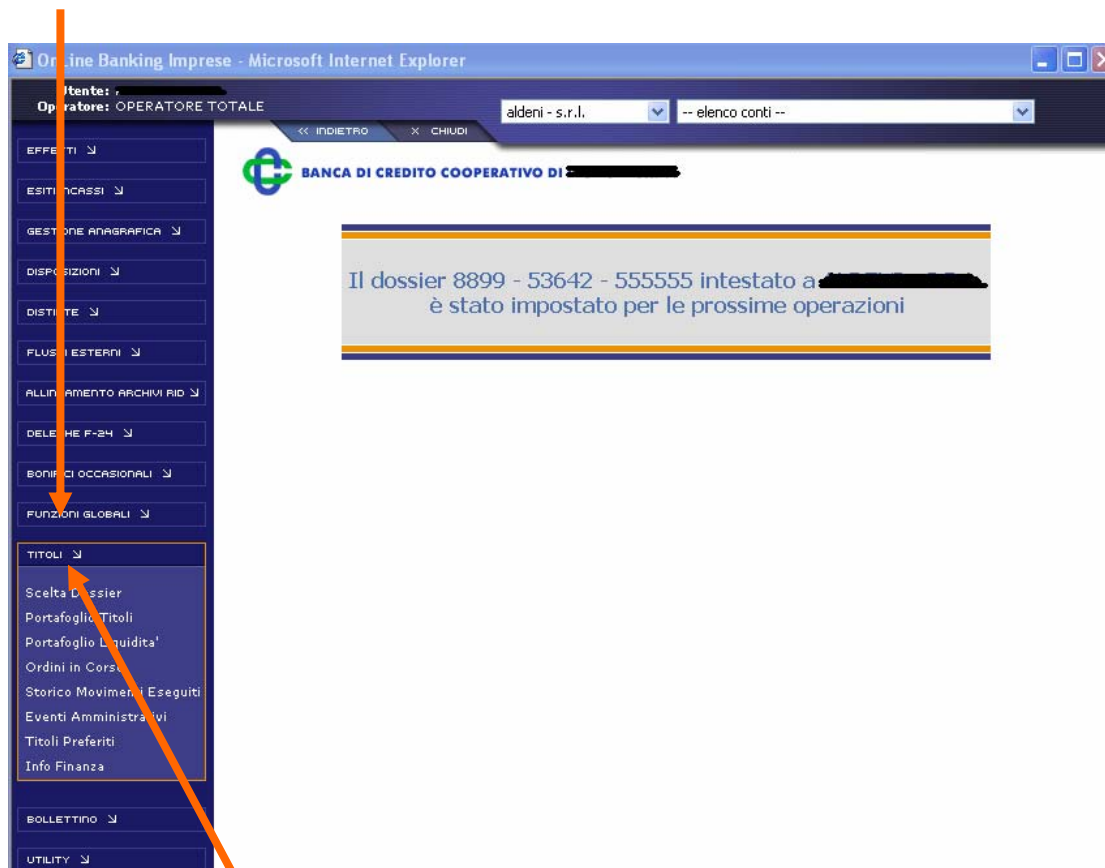 OnLine Banking Imprese - Microsoft Internet Explorer
Utente:
Operatore: OPERATORE TOTALE
aldeni - s.r.l.
-- elenco conti --
<< INDIETRO
X CHIUDI
BANCA DI CREDITO COOPERATIVO DI
Il dossier 8899 - 53642 - 555555 intestato a
è stato impostato per le prossime operazioni
EFFETTI
ESITI INCASSI
GESTIONE ANAGRAFICA
DISPOSIZIONI
DISTINTE
FLUSSI ESTERNI
ALLINEAMENTO ARCHIVI RID
DELEGHE F-24
BONIFICI OCCASIONALI
FUNZIONI GLOBALI
TITOLI
Scelta Dossier
Portafoglio Titoli
Portafoglio Liquidita'
Ordini in Corso
Storico Movimenti Eseguiti
Eventi Amministrativi
Titoli Preferiti
Info Finanza
BOLLETTINO
UTILITY